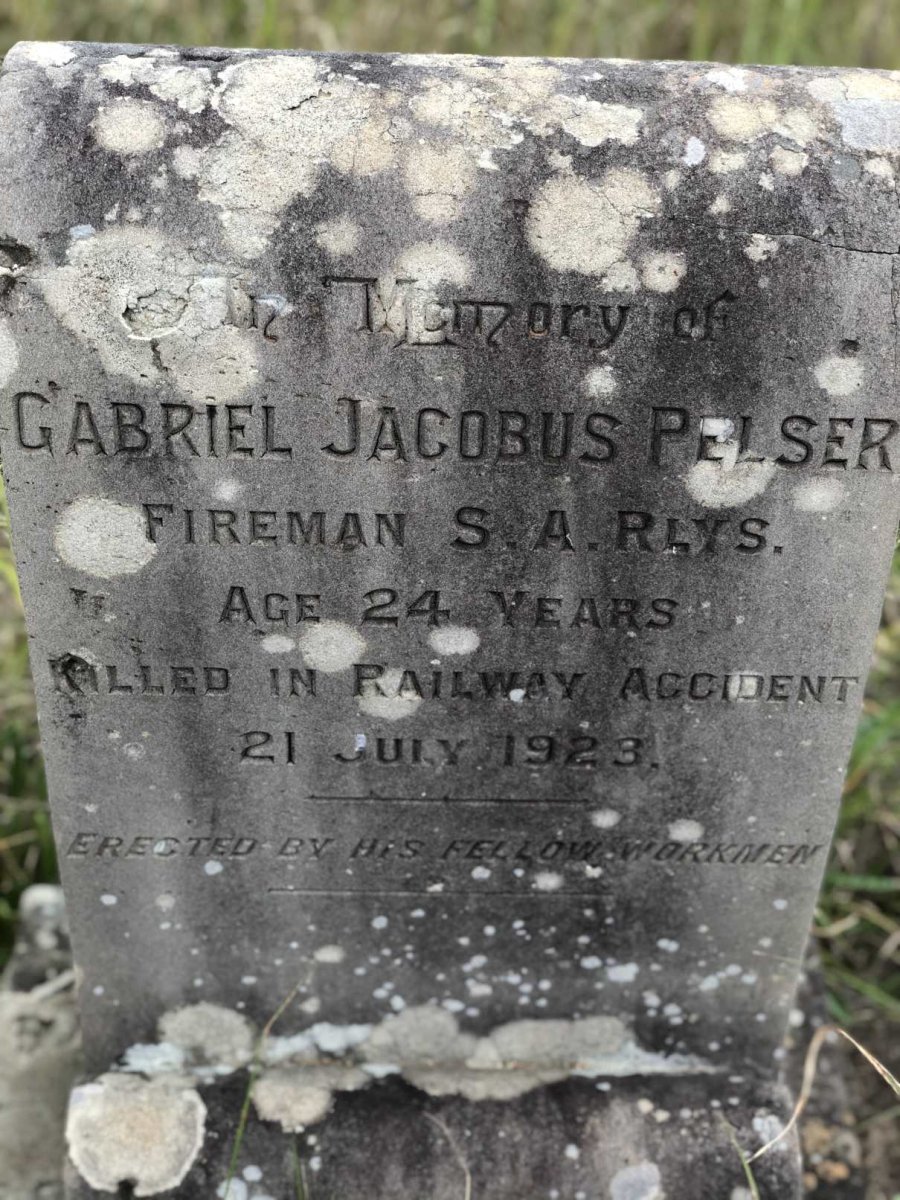 In Memory of
GABRIEL JACOBUS PELSER
FIREMAN S.A. RLYS.
AGE 24 YEARS
KILLED IN RAILWAY ACCIDENT
21 JULY 1923.
ERECTED BY HIS FELLOW WORKMEN